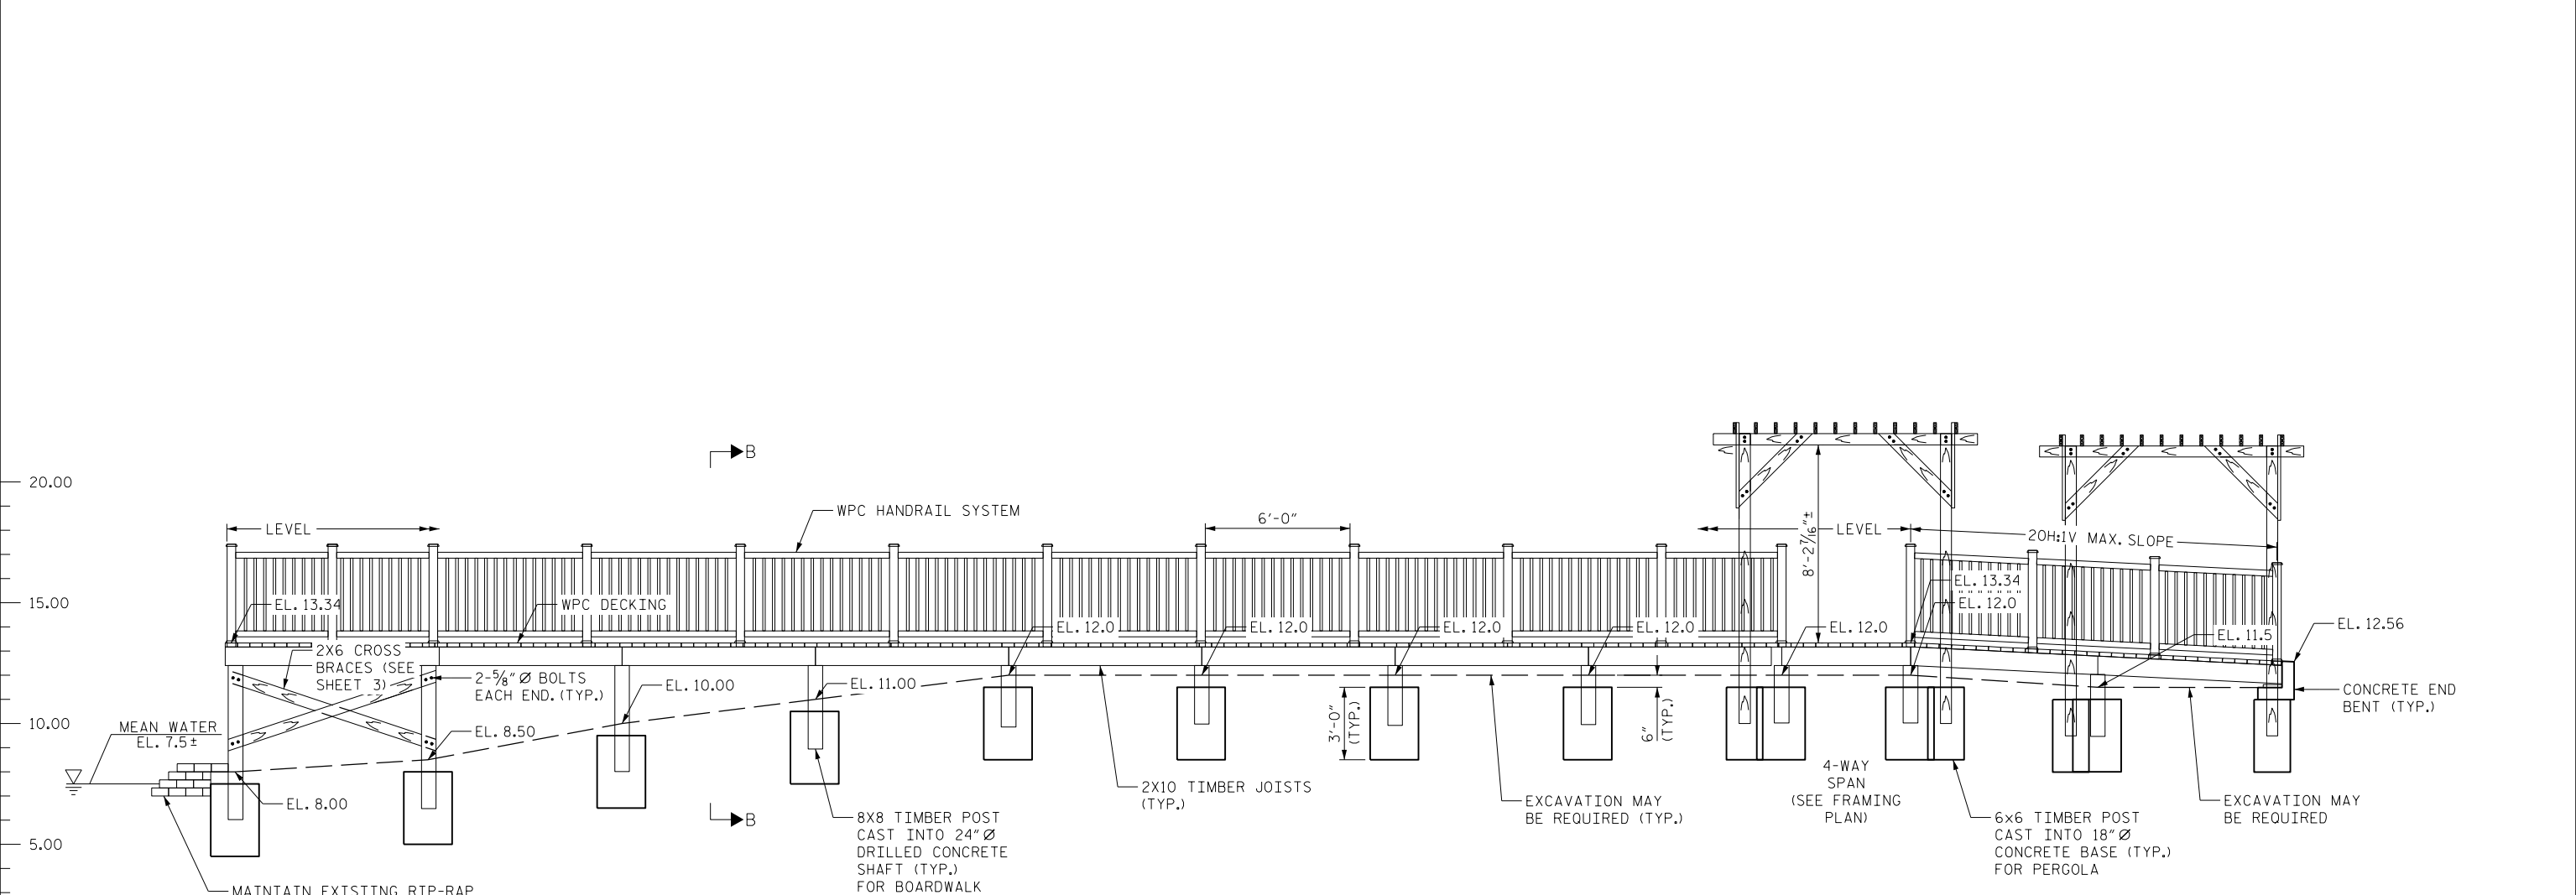 B
20.00
WPC HANDRAIL SYSTEM
6'-0"
LEVEL
LEVEL
8'-2 7/16"±
20H:1V MAX. SLOPE
15.00
EL. 13.34
WPC DECKING
EL. 13.34
EL. 12.0
EL. 12.0
EL. 12.0
EL. 12.0
EL. 12.0
EL. 12.0
EL. 11.5
EL. 12.56
2X6 CROSS
BRACES (SEE
SHEET 3)
2-5/8" Ø BOLTS
EACH END. (TYP.)
EL. 10.00
EL. 11.00
CONCRETE END
BENT (TYP.)
10.00
MEAN WATER
EL. 7.5±
EL. 8.50
3'-0"
(TYP.)
6"
(TYP.)
EL. 8.00
2X10 TIMBER JOISTS
(TYP.)
4-WAY
SPAN
(SEE FRAMING
PLAN)
EXCAVATION MAY
BE REQUIRED (TYP.)
EXCAVATION MAY
BE REQUIRED
B
8X8 TIMBER POST
CAST INTO 24" Ø
DRILLED CONCRETE
SHAFT (TYP.)
FOR BOARDWALK
6x6 TIMBER POST
CAST INTO 18" Ø
CONCRETE BASE (TYP.)
FOR PERGOLA
5.00
MAINTAIN EXISTING RIP-RAP